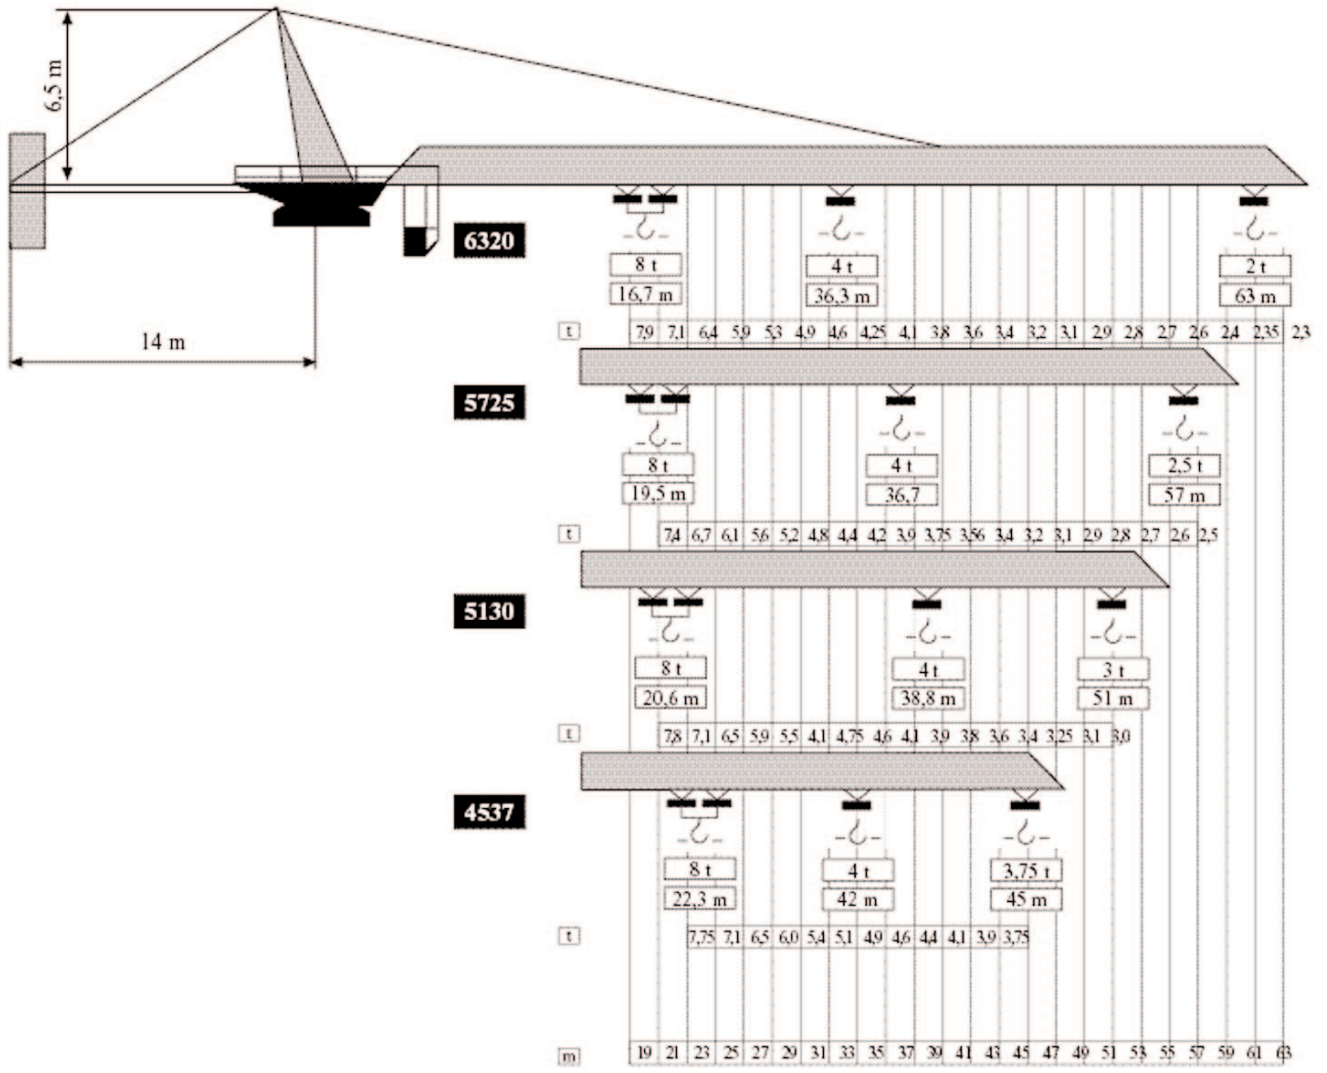 6,5 m
14 m
6320
8 t 4 t 2 t
16,7 m 36,3 m 63 m
t 7,9 7,1 6,4 5,9 5,3 4,9 4,6 4,25 4,1 3,8 3,6 3,4 3,2 3,1 2,9 2,8 2,7 2,6 2,4 2,35 2,3
5725
8 t 4 t 2,5 t
19,5 m 36,7 57 m
t 7,4 6,7 6,1 5,6 5,2 4,8 4,4 4,2 3,9 3,75 3,56 3,4 3,2 3,1 2,9 2,8 2,7 2,6 2,5
5130
8 t 4 t 3 t
20,6 m 38,8 m 51 m
t 7,8 7,1 6,5 5,9 5,5 4,1 4,75 4,6 4,1 3,9 3,8 3,6 3,4 3,25 3,1 3,0
4537
8 t 4 t 3,75 t
22,3 m 42 m 45 m
t 7,75 7,1 6,5 6,0 5,4 5,1 4,9 4,6 4,4 4,1 3,9 3,75
m 19 21 23 25 27 29 31 33 35 37 39 41 43 45 47 49 51 53 55 57 59 61 63